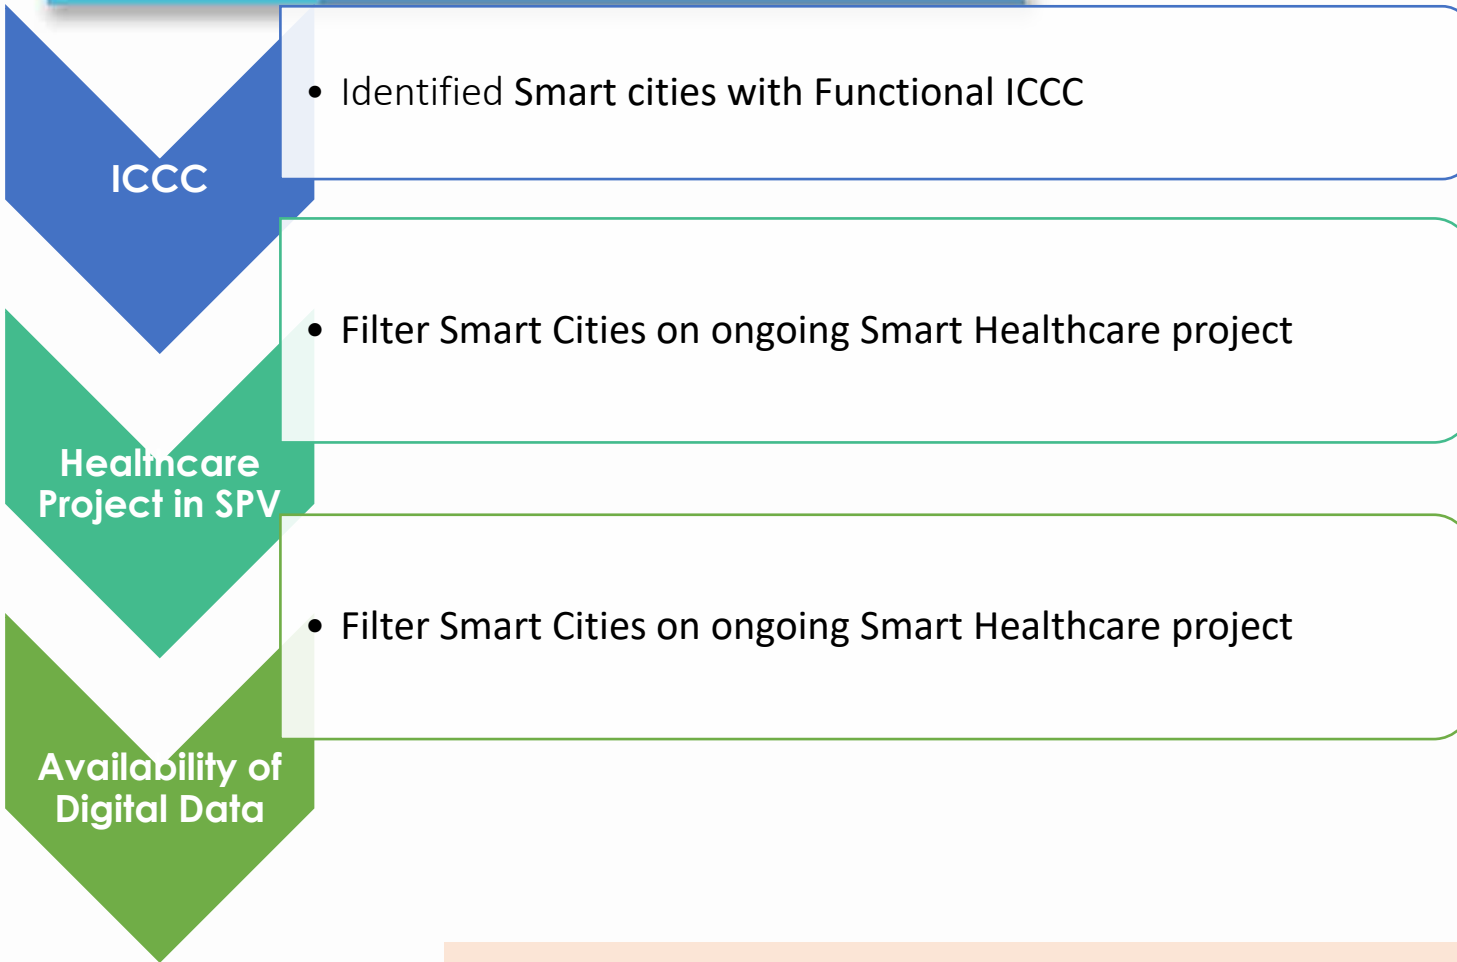 ICCC
• Identified Smart cities with Functional ICCC
Healthcare
Project in SPV
• Filter Smart Cities on ongoing Smart Healthcare project
Availability of
Digital Data
• Filter Smart Cities on ongoing Smart Healthcare project